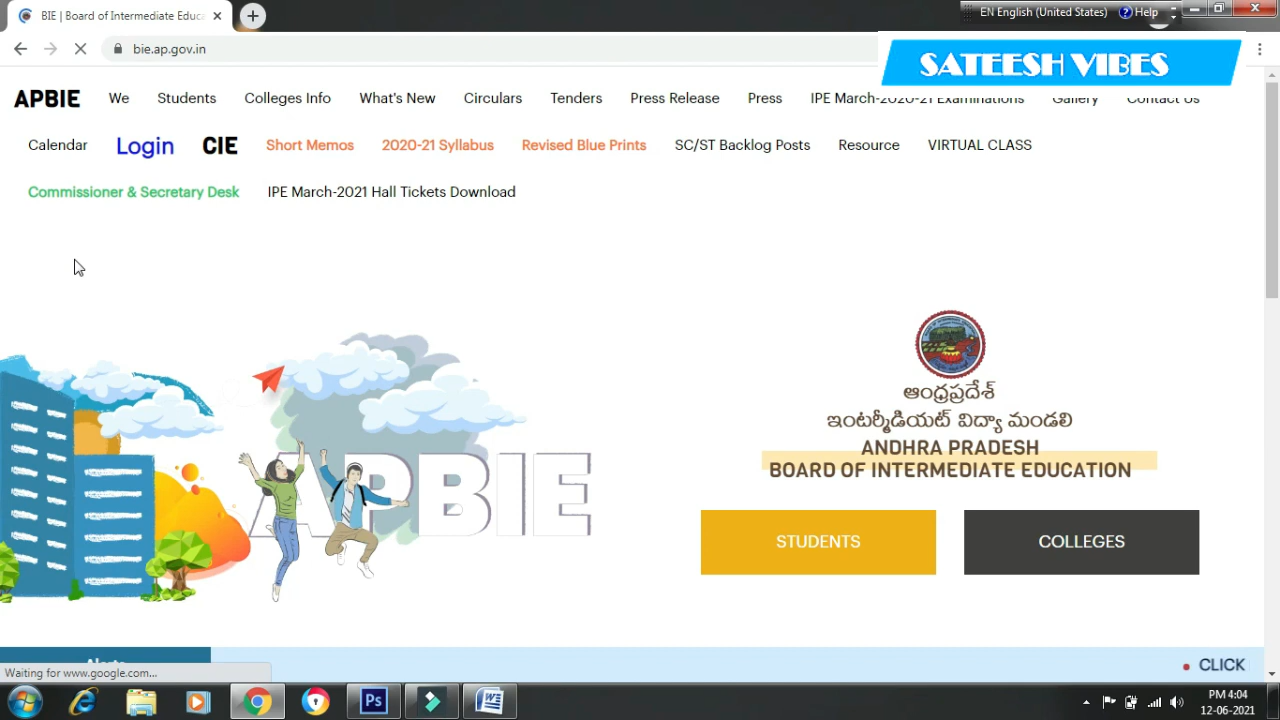 BIE | Board of Intermediate Educa
EN English (United States) Help
bie.ap.gov.in
SATEESH VIBES
APBIE We Students Colleges Info What's New Circulars Tenders Press Release Press IPE March-2020-21 Examinations Gallery Contact Us
Calendar Login CIE Short Memos 2020-21 Syllabus Revised Blue Prints SC/ST Backlog Posts Resource VIRTUAL CLASS
Commissioner & Secretary Desk IPE March-2021 Hall Tickets Download
ఆంధ్రప్రదేశ్
ఇంటర్మీడియట్ విద్యా మండలి
ANDHRA PRADESH
BOARD OF INTERMEDIATE EDUCATION
APBIE
STUDENTS COLLEGES
Alerts
CLICK
Waiting for www.google.com...
Ps
PM 4:04
12-06-2021